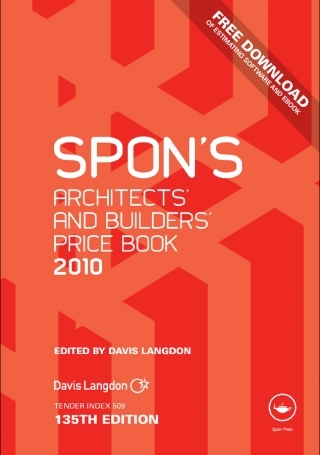 FREE DOWNLOAD
OF ESTIMATING SOFTWARE AND EBOOK
SPON'S
ARCHITECTS'
AND BUILDERS'
PRICE BOOK
2010
EDITED BY DAVIS LANGDON
Davis Langdon
TENDER INDEX 509
135TH EDITION
Spon Press